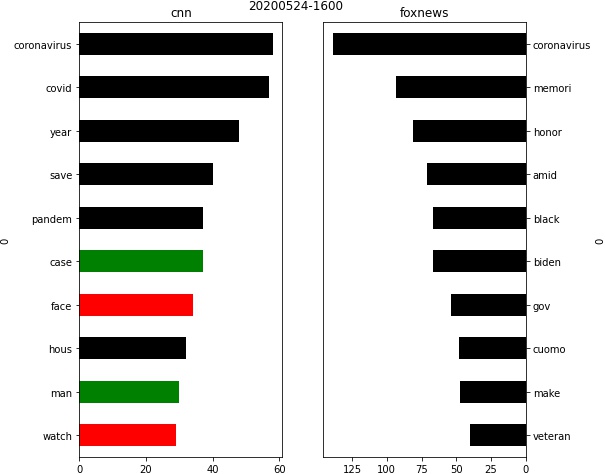 20200524-1600
cnn
foxnews
coronavirus
covid
year
save
pandem
case
face
hous
man
watch
0
0 20 40 60
coronavirus
memori
honor
amid
black
biden
gov
cuomo
make
veteran
0
125 100 75 50 25 0